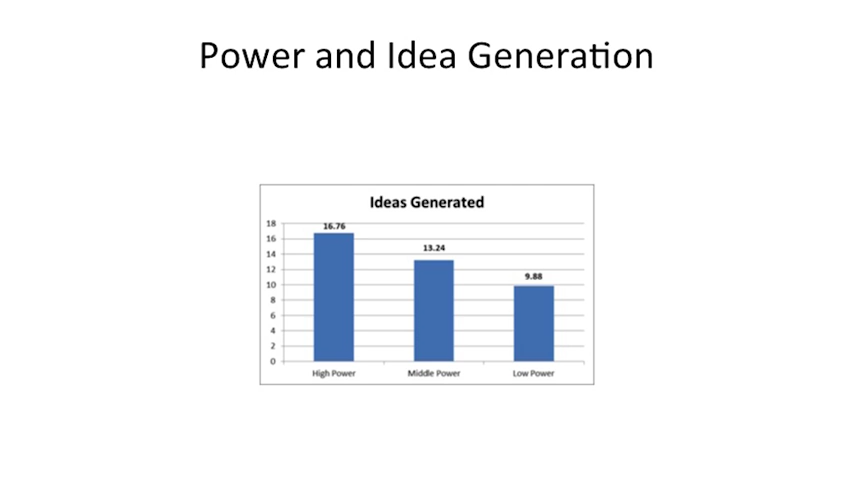 Power and Idea Generation
Ideas Generated
18
16
14
12
10
8
6
4
2
0
16.76
13.24
9.88
High Power
Middle Power
Low Power